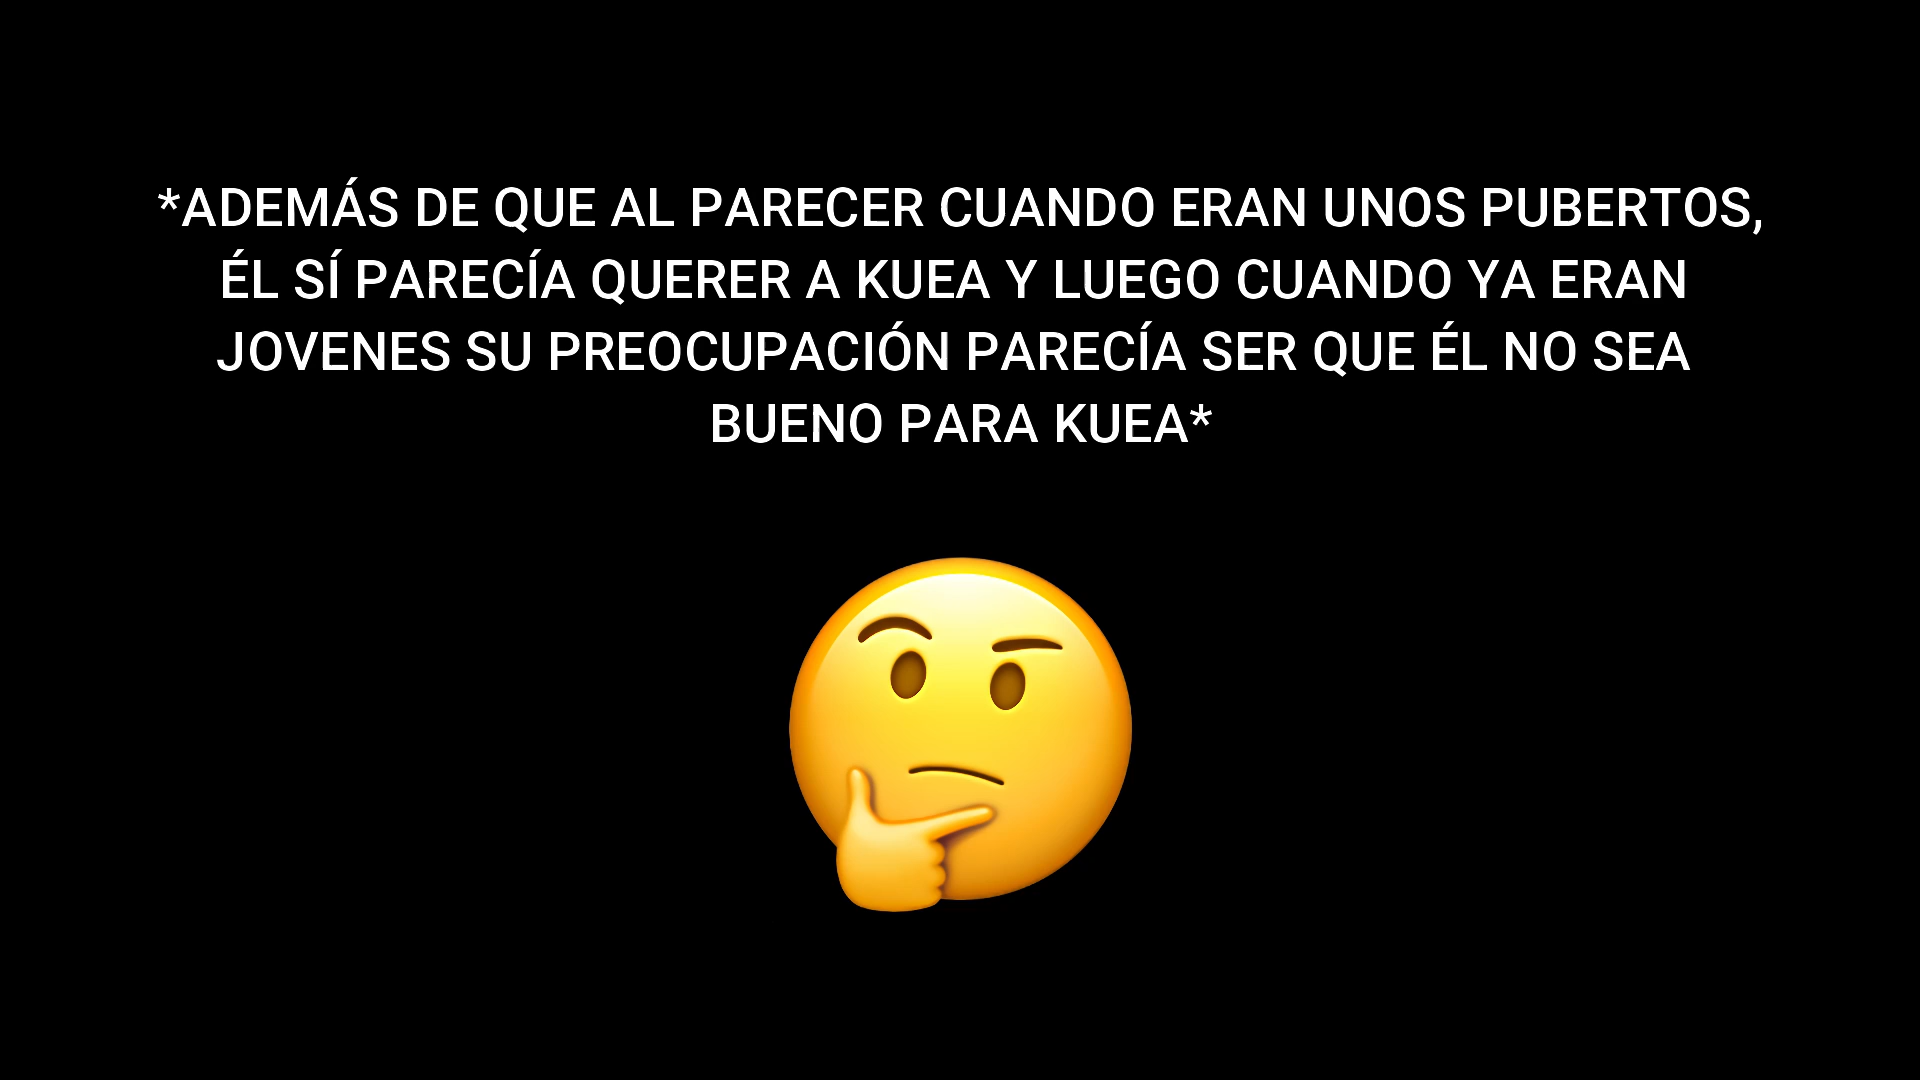 *ADEMÁS DE QUE AL PARECER CUANDO ERAN UNOS PUBERTOS,
ÉL SÍ PARECÍA QUERER A KUEA Y LUEGO CUANDO YA ERAN
JOVENES SU PREOCUPACIÓN PARECÍA SER QUE ÉL NO SEA
BUENO PARA KUEA*